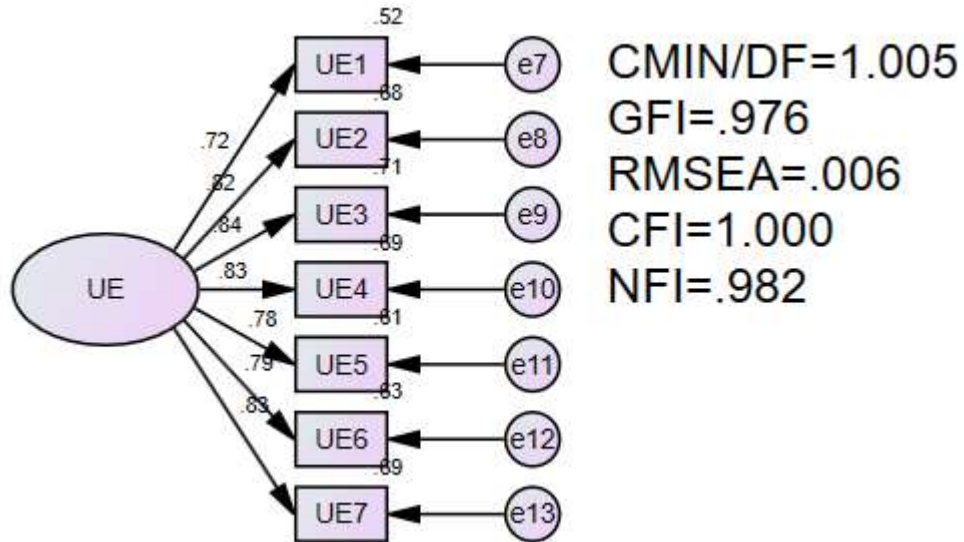 .52
UE1
e7
.68
UE2
e8
.71
UE3
e9
.69
UE4
e10
.61
UE5
e11
.63
UE6
e12
.69
UE7
e13
UE
.72
.82
.84
.83
.78
.79
.83
CMIN/DF=1.005
GFI=.976
RMSEA=.006
CFI=1.000
NFI=.982